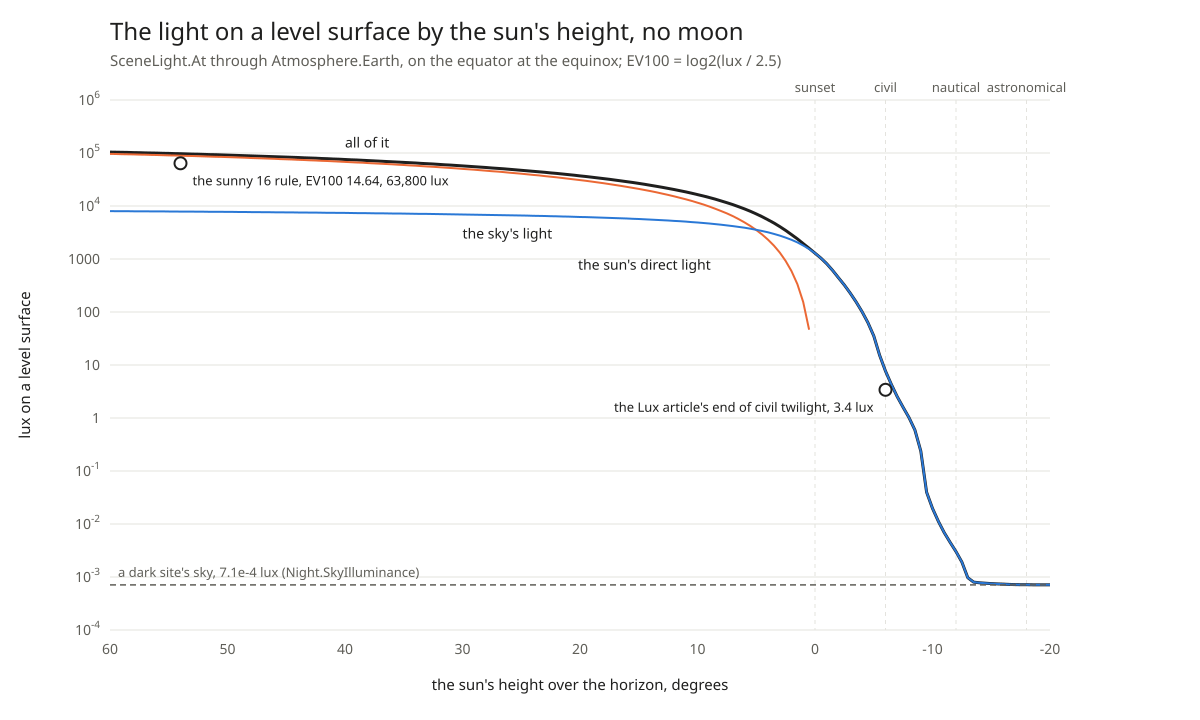 The light on a level surface by the sun's height, no moon
SceneLight.At through Atmosphere.Earth, on the equator at the equinox; EV100 = log2(lux / 2.5)
sunset civil nautical astronomical
10^6
all of it
10^5
the sunny 16 rule, EV100 14.64, 63,800 lux
10^4
the sky's light
1000
the sun's direct light
100
10
the Lux article's end of civil twilight, 3.4 lux
1
10^-1
10^-2
a dark site's sky, 7.1e-4 lux (Night.SkyIlluminance)
10^-3
10^-4
lux on a level surface
60 50 40 30 20 10 0 -10 -20
the sun's height over the horizon, degrees